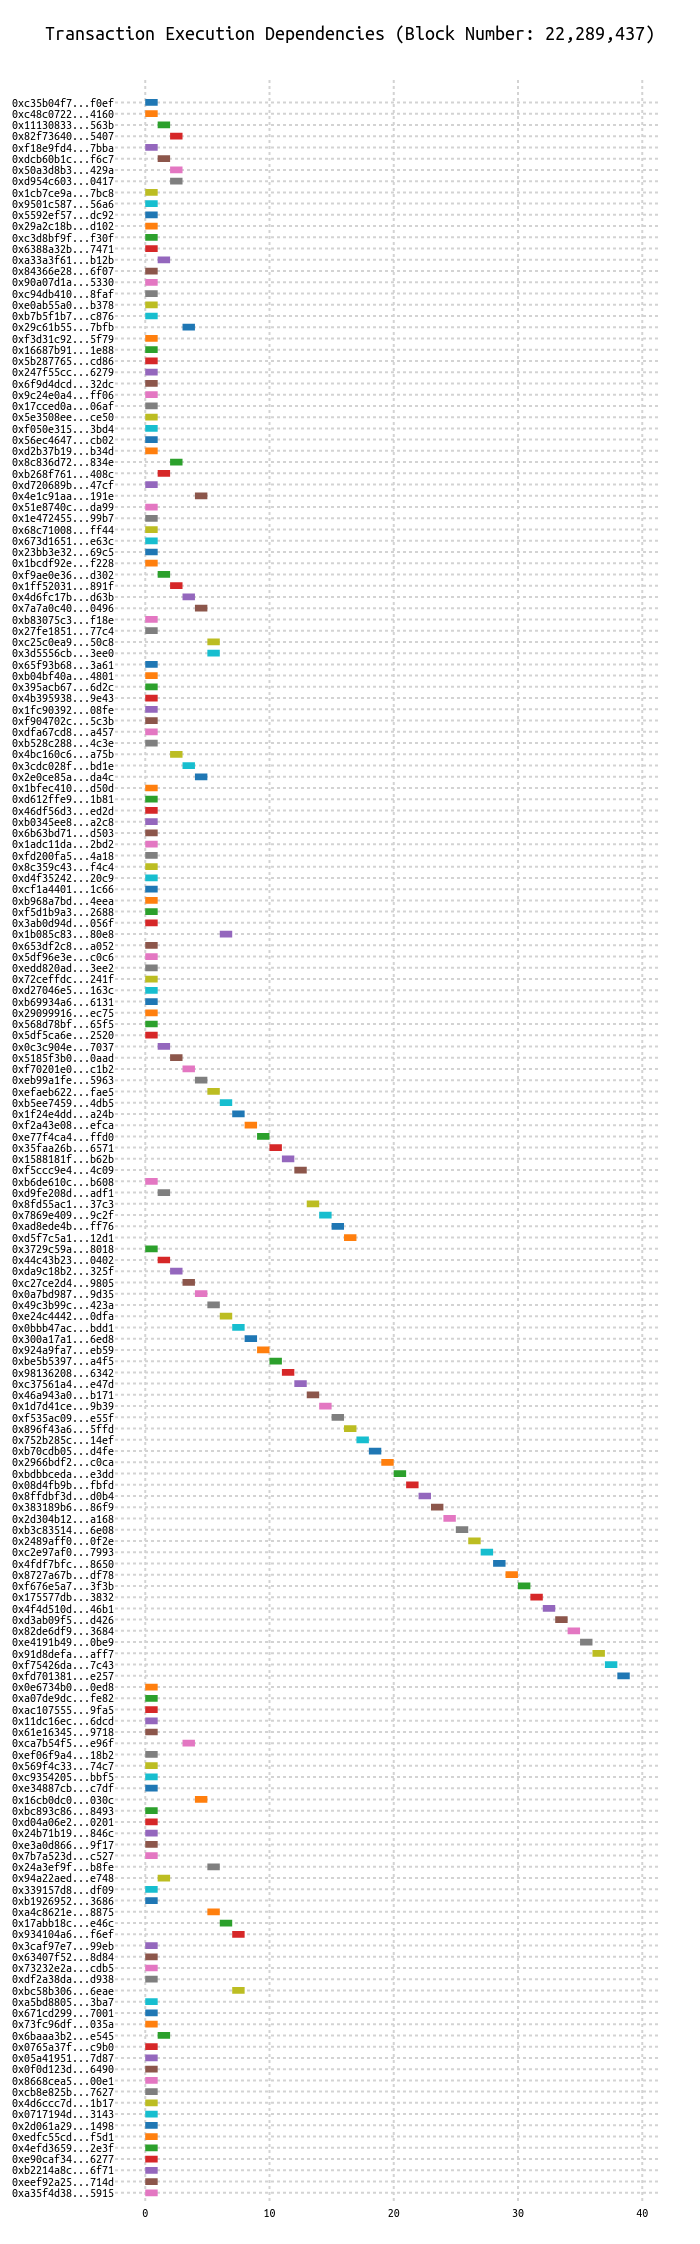 Transaction Execution Dependencies (Block Number: 22,289,437)
0xc35b04f7...f0ef
0xc48c0722...4160
0x11130833...563b
0x82f73640...5407
0xf18e9fd4...7bba
0xdcb60b1c...f6c7
0x50a3d8b3...429a
0xd954c603...0417
0x1cb7ce9a...7bc8
0x9501c587...56a6
0x5592ef57...dc92
0x29a2c18b...d102
0xc3d8bf9f...f30f
0x6388a32b...7471
0xa33a3f61...b12b
0x84366e28...6f07
0x90a07d1a...5330
0xc94db410...8faf
0xe0ab55a0...b378
0xb7b5f1b7...c876
0x29c61b55...7bfb
0xf3d31c92...5f79
0x16687b91...1e88
0x5b287765...cd86
0x247f55cc...6279
0x6f9d4dcd...32dc
0x9c24e0a4...ff06
0x17cced0a...06af
0x5e3508ee...ce50
0xf050e315...3bd4
0x56ec4647...cb02
0xd2b37b19...b34d
0x8c836d72...834e
0xb268f761...408c
0xd720689b...47cf
0x4e1c91aa...191e
0x51e8740c...da99
0x1e472455...99b7
0x68c71008...ff44
0x673d1651...e63c
0x23bb3e32...69c5
0x1bcdf92e...f228
0xf9ae0e36...d302
0x1ff52031...891f
0x4d6fc17b...d63b
0x7a7a0c40...0496
0xb83075c3...f18e
0x27fe1851...77c4
0xc25c0ea9...50c8
0x3d5556cb...3ee0
0x65f93b68...3a61
0xb04bf40a...4801
0x395acb67...6d2c
0x4b395938...9e43
0x1fc90392...08fe
0xf904702c...5c3b
0xdfa67cd8...a457
0xb528c288...4c3e
0x4bc160c6...a75b
0x3cdc028f...bd1e
0x2e0ce85a...da4c
0x1bfec410...d50d
0xd612ffe9...1b81
0x46df56d3...ed2d
0xb0345ee8...a2c8
0x6b63bd71...d503
0x1adc11da...2bd2
0xfd200fa5...4a18
0x8c359c43...f4c4
0xd4f35242...20c9
0xcf1a4401...1c66
0xb968a7bd...4eea
0xf5d1b9a3...2688
0x3ab0d94d...056f
0x1b085c83...80e8
0x653df2c8...a052
0x5df96e3e...c0c6
0xedd820ad...3ee2
0x72ceffdc...241f
0xd27046e5...163c
0xb69934a6...6131
0x29099916...ec75
0x568d78bf...65f5
0x5df5ca6e...2520
0x0c3c904e...7037
0x5185f3b0...0aad
0xf70201e0...c1b2
0xeb99a1fe...5963
0xefaeb622...fae5
0xb5ee7459...4db5
0x1f24e4dd...a24b
0xf2a43e08...efca
0xe77f4ca4...ffd0
0x35faa26b...6571
0x1588181f...b62b
0xf5ccc9e4...4c09
0xb6de610c...b608
0xd9fe208d...adf1
0x8fd55ac1...37c3
0x7869e409...9c2f
0xad8ede4b...ff76
0xd5f7c5a1...12d1
0x3729c59a...8018
0x44c43b23...0402
0xda9c18b2...325f
0xc27ce2d4...9805
0x0a7bd987...9d35
0x49c3b99c...423a
0xe24c4442...0dfa
0x0bbb47ac...bdd1
0x300a17a1...6ed8
0x924a9fa7...eb59
0xbe5b5397...a4f5
0x98136208...6342
0xc37561a4...e47d
0x46a943a0...b171
0x1d7d41ce...9b39
0xf535ac09...e55f
0x896f43a6...5ffd
0x752b285c...14ef
0xb70cdb05...d4fe
0x2966bdf2...c0ca
0xbdbbceda...e3dd
0x08d4fb9b...fbfd
0x8ffdbf3d...d0b4
0x383189b6...86f9
0x2d304b12...a168
0xb3c83514...6e08
0x2489aff0...0f2e
0xc2e97af0...7993
0x4fdf7bfc...8650
0x8727a67b...df78
0xf676e5a7...3f3b
0x175577db...3832
0x4f4d510d...46b1
0xd3ab09f5...d426
0x82de6df9...3684
0xe4191b49...0be9
0x91d8defa...aff7
0xf75426da...7c43
0xfd701381...e257
0x0e6734b0...0ed8
0xa07de9dc...fe82
0xac107555...9fa5
0x11dc16ec...6dcd
0x61e16345...9718
0xca7b54f5...e96f
0xef06f9a4...18b2
0x569f4c33...74c7
0xc9354205...bbf5
0xe34887cb...c7df
0x16cb0dc0...030c
0xbc893c86...8493
0xd04a06e2...0201
0x24b71b19...846c
0xe3a0d866...9f17
0x7b7a523d...c527
0x24a3ef9f...b8fe
0x94a22aed...e748
0x339157d8...df09
0xb1926952...3686
0xa4c8621e...8875
0x17abb18c...e46c
0x934104a6...f6ef
0x3caf97e7...99eb
0x63407f52...8d84
0x73232e2a...cdb5
0xdf2a38da...d938
0xbc58b306...6eae
0xa5bd8805...3ba7
0x671cd299...7001
0x73fc96df...035a
0x6baaa3b2...e545
0x0765a37f...c9b0
0x05a41951...7d87
0x0f0d123d...6490
0x8668cea5...00e1
0xcb8e825b...7627
0x4d6ccc7d...1b17
0x0717194d...3143
0x2d061a29...1498
0xedfc55cd...f5d1
0x4efd3659...2e3f
0xe90caf34...6277
0xb2214a8c...6f71
0xeef92a25...714d
0xa35f4d38...5915
0 10 20 30 40